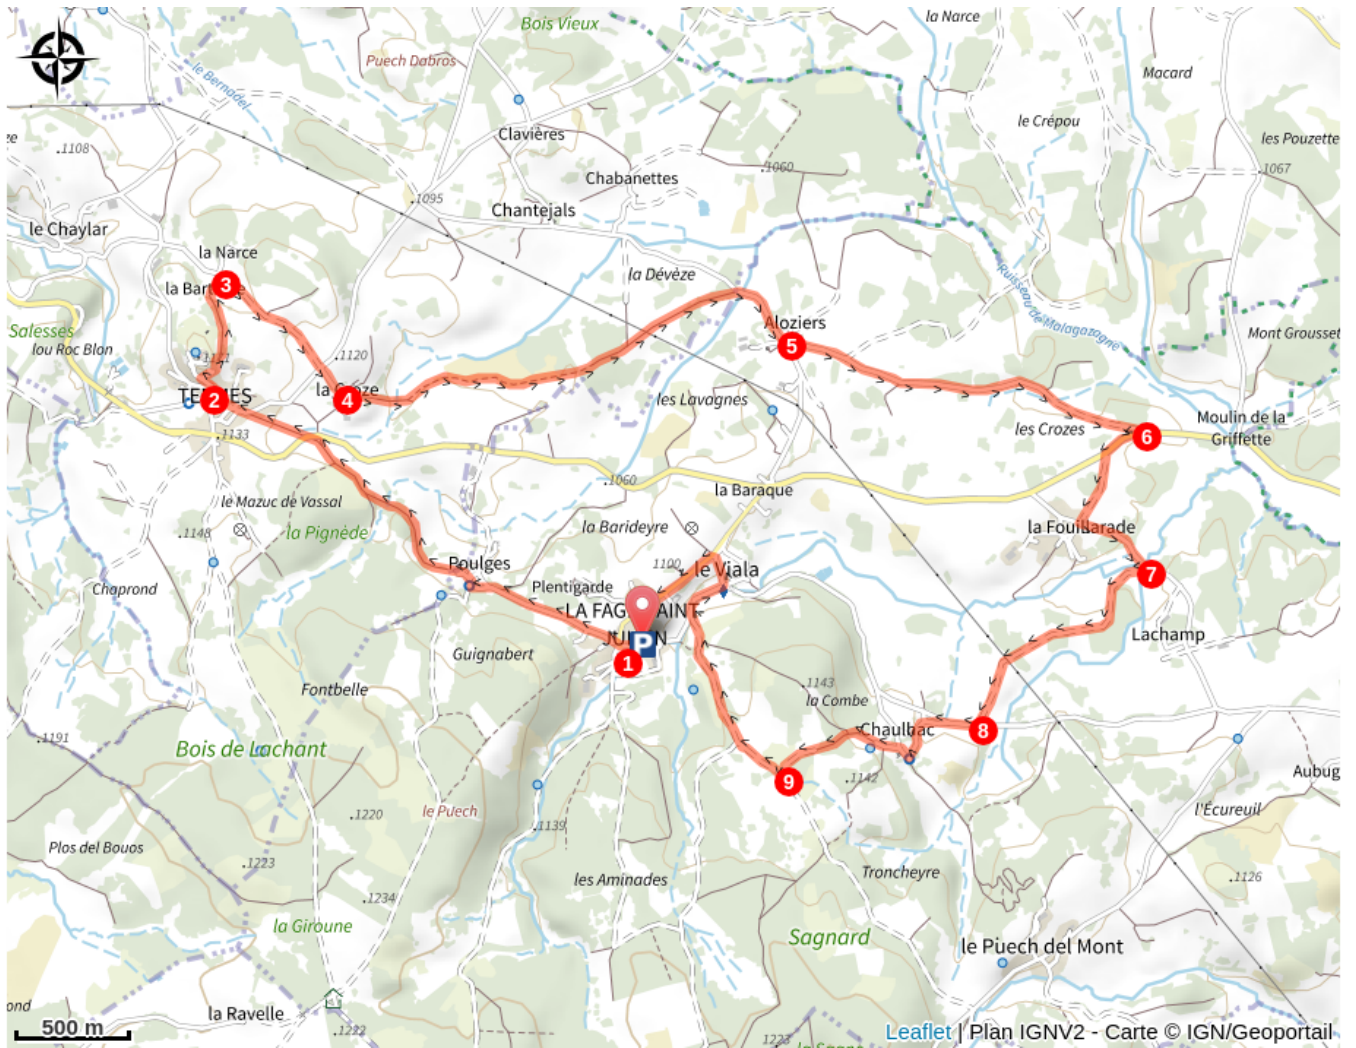 Bois Vieux
la Narce
Puech Dabros
le Bernadel
Macard
.1108
Clavières
le Crépou
les Pouzette
.1060
Chabanettes
1067
.1095
Chantejals
le Chaylar
la Narce
la Dévèze
Ruisseau de Malagazagne
3
Salesses
lou Roc Blon
Aloziers
Mont Grousset
5
1120
2
4
les Lavagnes
Moulin de la
Griffette
les Crozes
6
.1133
.1060
la Baraque
le Mazuc de Vassal
la Barideyre
la Fouillarade
.1148
la Pignède
1100
le Viala
Poulges
7
Chaprond
Plentigarde
P
Lachamp
1
Guignabert
Fontbelle
.1143
la Combe
Chaulhac
8
.1191
Bois de Lachant
9
.1142
Aubug
.1220
le Puech
l'Écureuil
.1139
Plos del Bouos
.1223
Troncheyre
.1126
les Aminades
.1234
la Giroune
Sagnard
le Puech del Mont
ond
la Ravelle
500 m
.1222
Leaflet | Plan IGNV2 - Carte © IGN/Geoportail